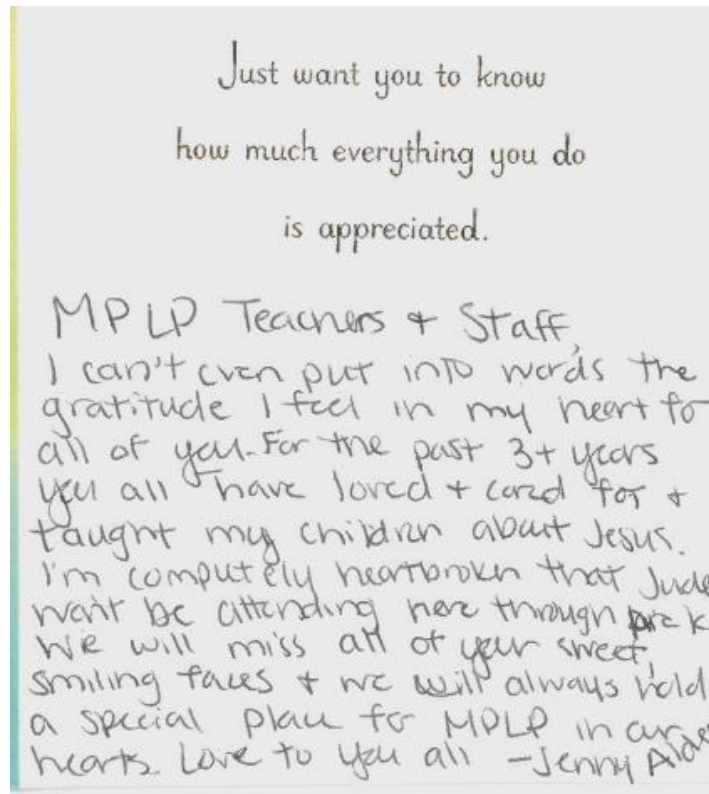 Just want you to know
how much everything you do
is appreciated.
MPLP Teachers + Staff,
I can't even put into words the
gratitude I feel in my heart fo
all of you. For the past 3+ years
you all have loved + cared for +
taught my children about Jesus.
I'm completely heartbroken that Jude
won't be attending here through pre k
We will miss all of your sweet,
smiling faces + we will always hold
a special place for MPLP in our
hearts. Love to you all -Jenny